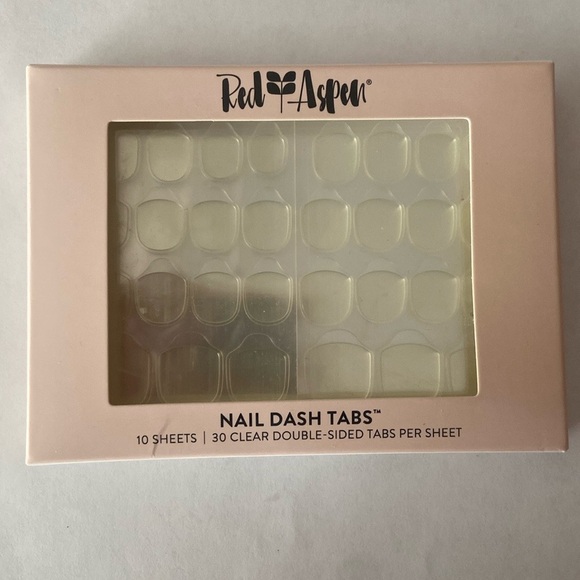 Red Aspen®
NAIL DASH TABS™
10 SHEETS | 30 CLEAR DOUBLE-SIDED TABS PER SHEET